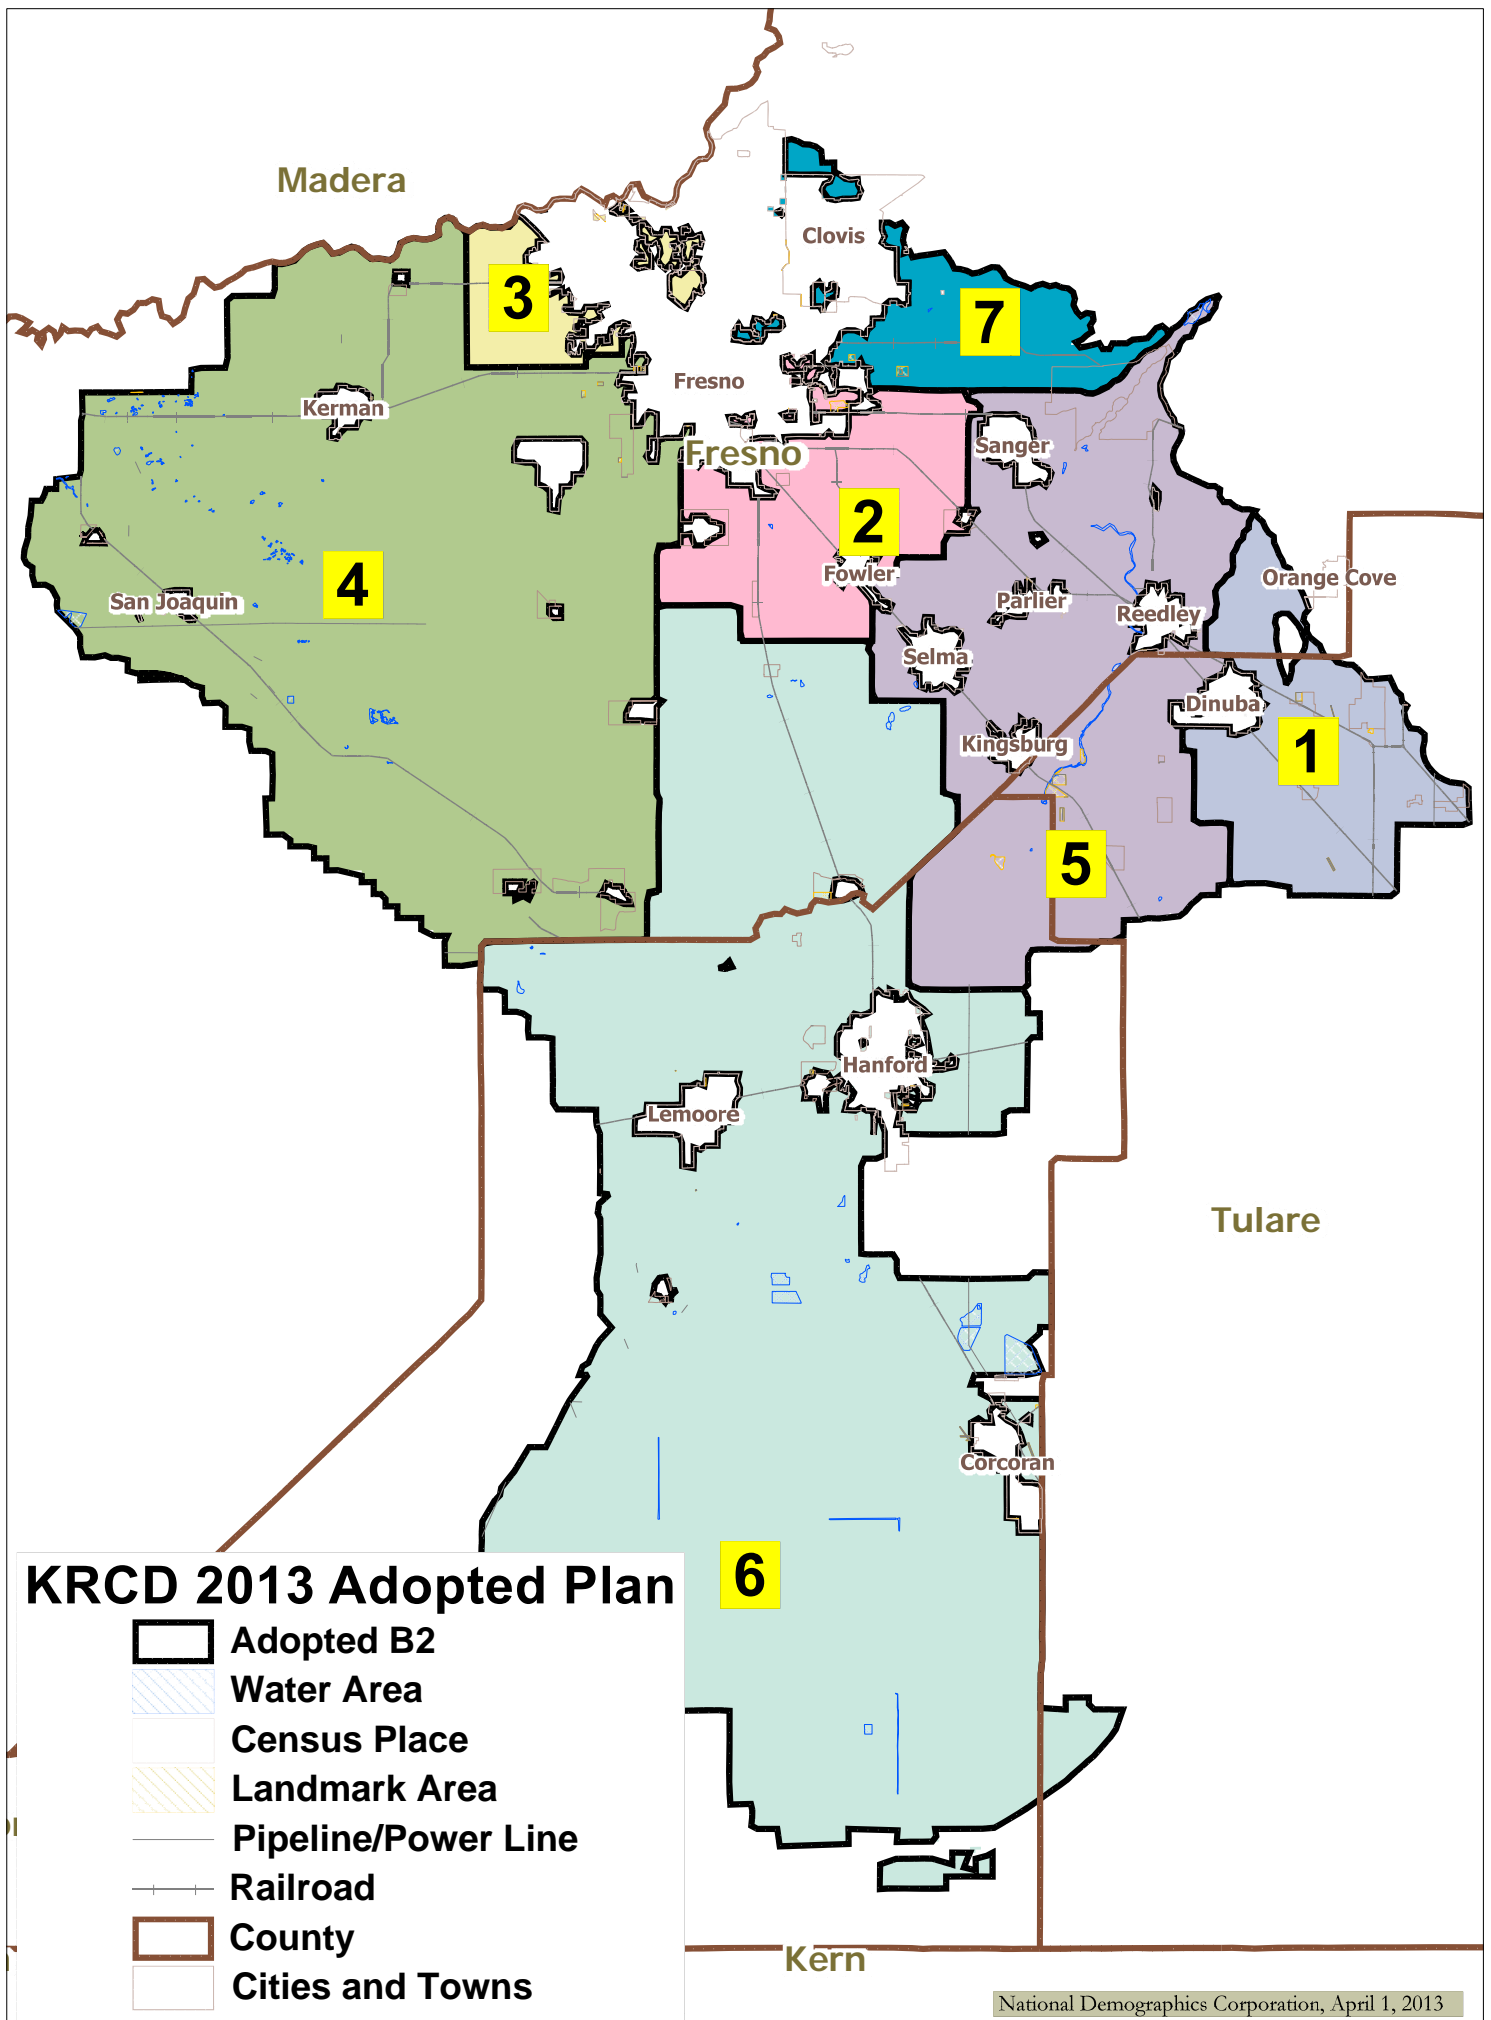 Madera
Clovis
3
7
Fresno
Kerman
Sanger
Fresno
2
Fowler
4
San Joaquin
Orange Cove
Parlier
Reedley
Selma
Dinuba
Kingsburg
1
5
Hanford
Lemoore
Tulare
Corcoran
6
KRCD 2013 Adopted Plan
Adopted B2
Water Area
Census Place
Landmark Area
Pipeline/Power Line
Railroad
County
Cities and Towns
Kern
National Demographics Corporation, April 1, 2013